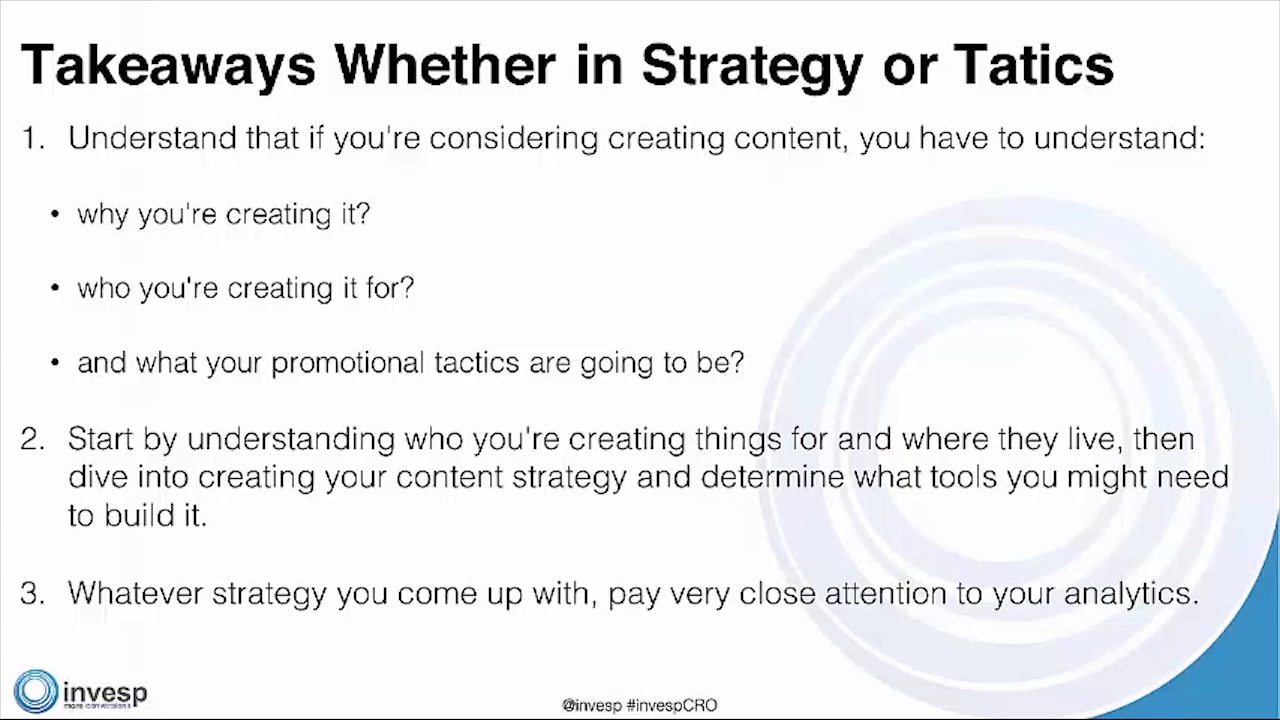 Takeaways Whether in Strategy or Tatics
1. Understand that if you're considering creating content, you have to understand:
• why you're creating it?
• who you're creating it for?
• and what your promotional tactics are going to be?
2. Start by understanding who you're creating things for and where they live, then
dive into creating your content strategy and determine what tools you might need
to build it.
3. Whatever strategy you come up with, pay very close attention to your analytics.
invesp
more conversions
@invesp #invespCRO